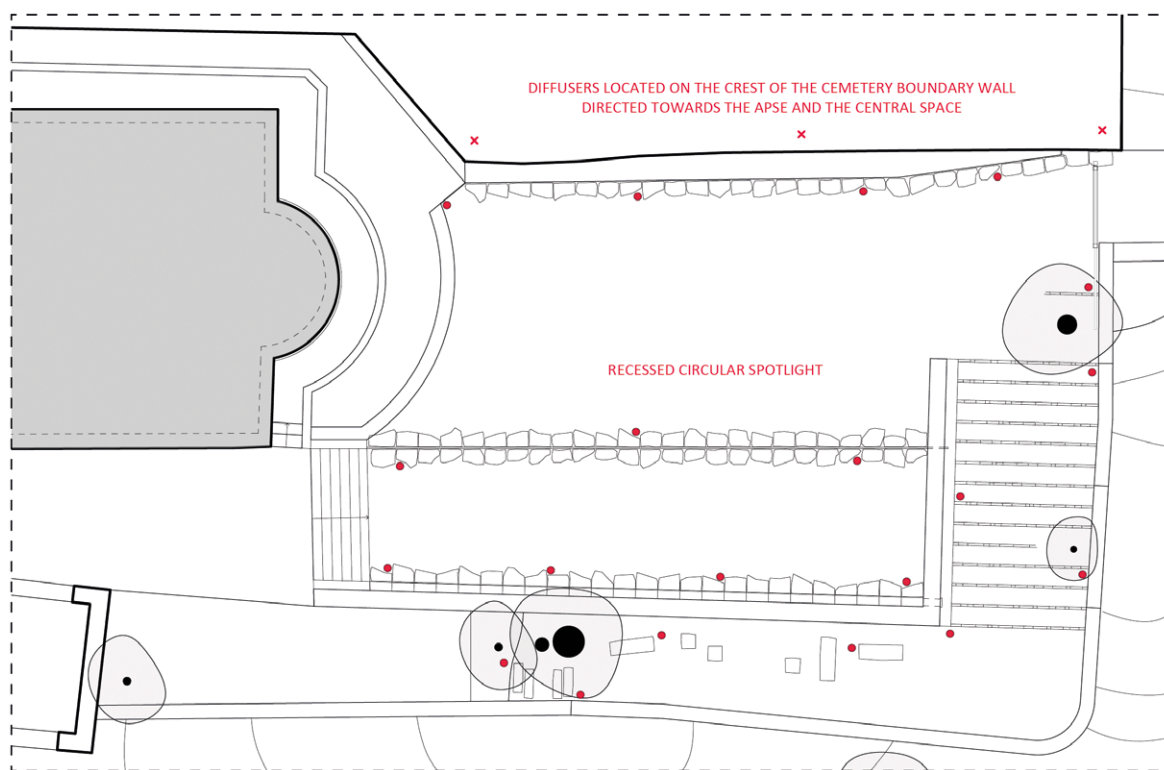 DIFFUSERS LOCATED ON THE CREST OF THE CEMETERY BOUNDARY WALL
DIRECTED TOWARDS THE APSE AND THE CENTRAL SPACE
RECESSED CIRCULAR SPOTLIGHT